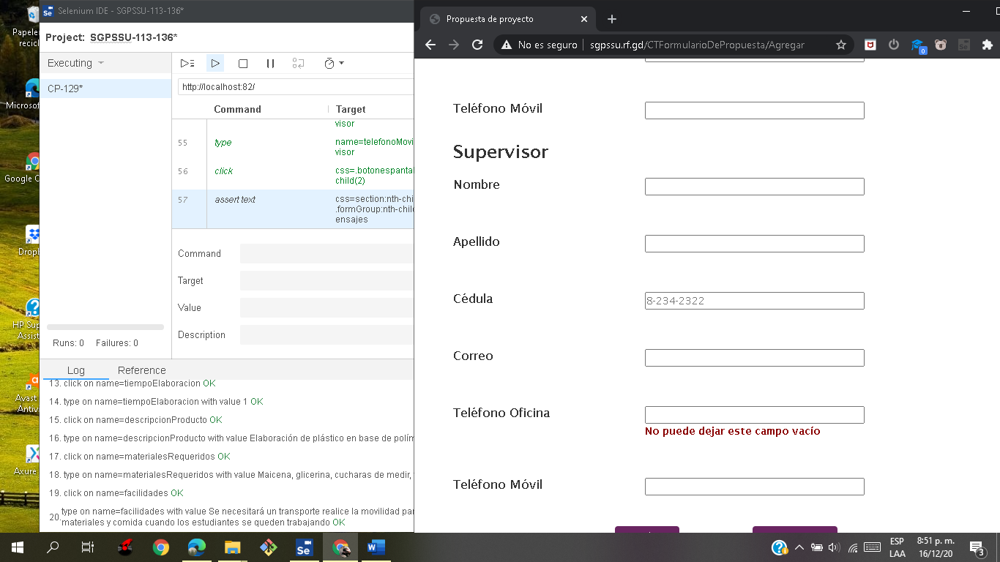 Papeler
recicl
Microsof
Google C
Dropl
HP Sup
Assist
Avast
Antiv
Axure
Selenium IDE - SGPSSU-113-136*
Project: SGPSSU-113-136*
Executing
CP-129*
Runs: 0 Failures: 0
http://localhost:82/
Command Target
visor
55 type name=telefonoMovi
visor
56 click css=.botonespantal
child(2)
57 assert text css=section:nth-chi
.formGroup:nth-child
ensajes
Command
Target
Value
Description
Log Reference
13. click on name=tiempoElaboracion OK
14. type on name=tiempoElaboracion with value 1 OK
15. click on name=descripcionProducto OK
16. type on name=descripcionProducto with value Elaboración de plástico en base de polím
17. click on name=materialesRequeridos OK
18. type on name=materialesRequeridos with value Maicena, glicerina, cucharas de medir,
19. click on name=facilidades OK
20. type on name=facilidades with value Se necesitará un transporte realice la movilidad par
materiales y comida cuando los estudiantes se queden trabajando OK
Propuesta de proyecto
No es seguro | sgpssu.rf.gd/CTFormularioDePropuesta/Agregar
0
Teléfono Móvil
Supervisor
Nombre
Apellido
Cédula 8-234-2322
Correo
Teléfono Oficina
No puede dejar este campo vacío
Teléfono Móvil
ESP
LAA
8:51 p. m.
16/12/20
3